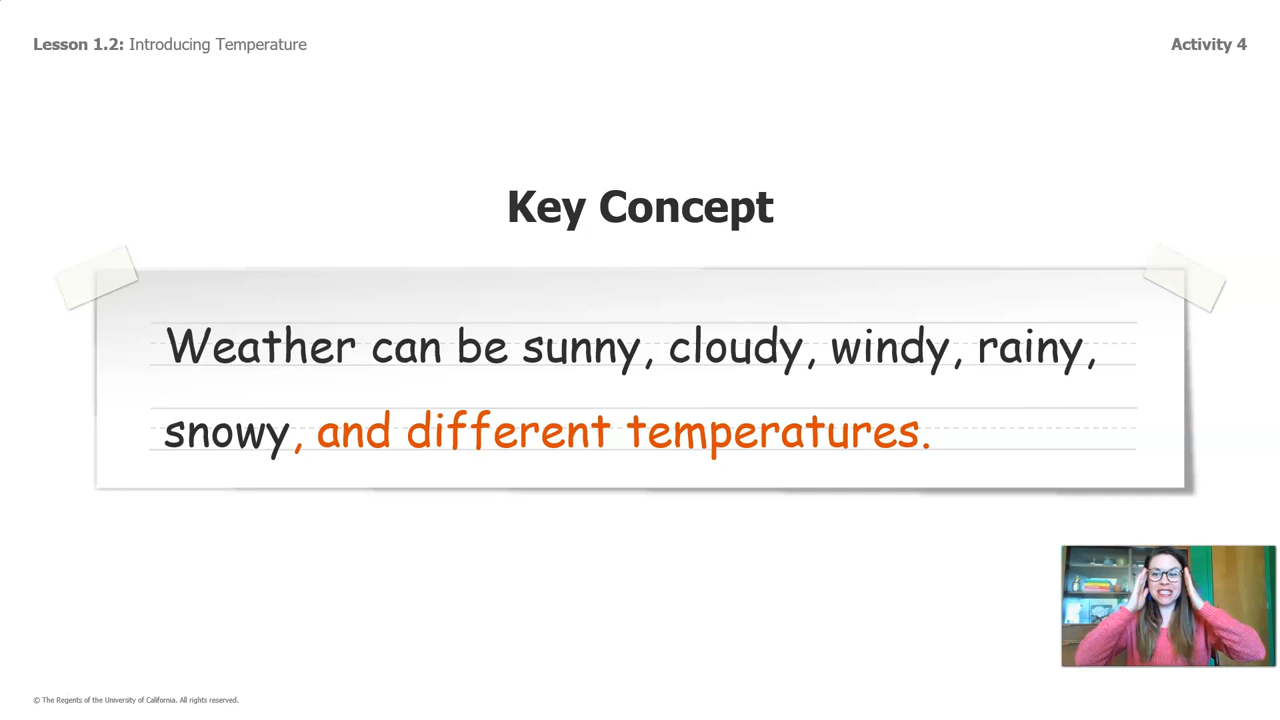 Lesson 1.2: Introducing Temperature
Activity 4
Key Concept
Weather can be sunny, cloudy, windy, rainy,
snowy, and different temperatures.
© The Regents of the University of California. All rights reserved.